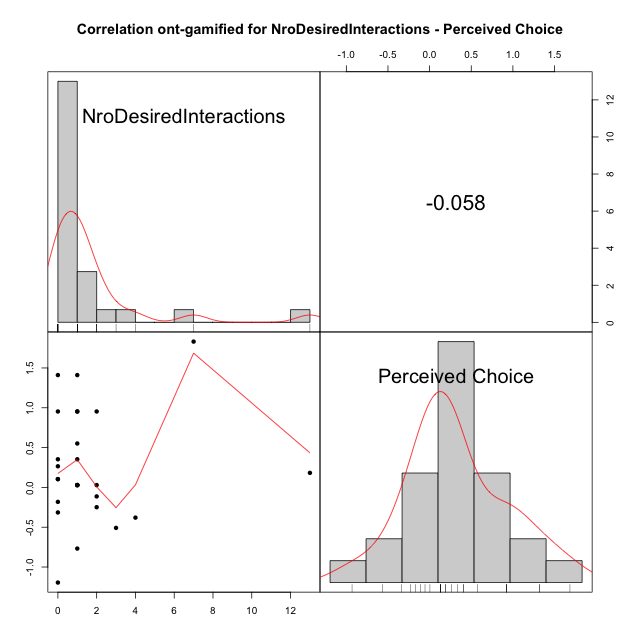 Correlation ont-gamified for NroDesiredInteractions - Perceived Choice
-1.0 -0.5 0.0 0.5 1.0 1.5
NroDesiredInteractions
-0.058
12
10
8
6
4
2
0
1.5
1.0
0.5
0.0
-0.5
-1.0
Perceived Choice
0 2 4 6 8 10 12